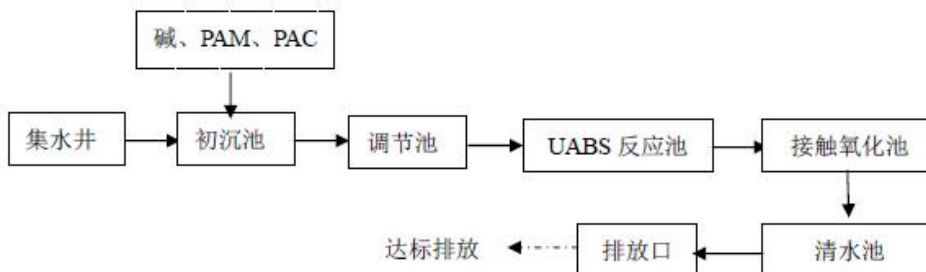 碱、PAM、PAC
集水井
初沉池
调节池
UABS 反应池
接触氧化池
达标排放
排放口
清水池